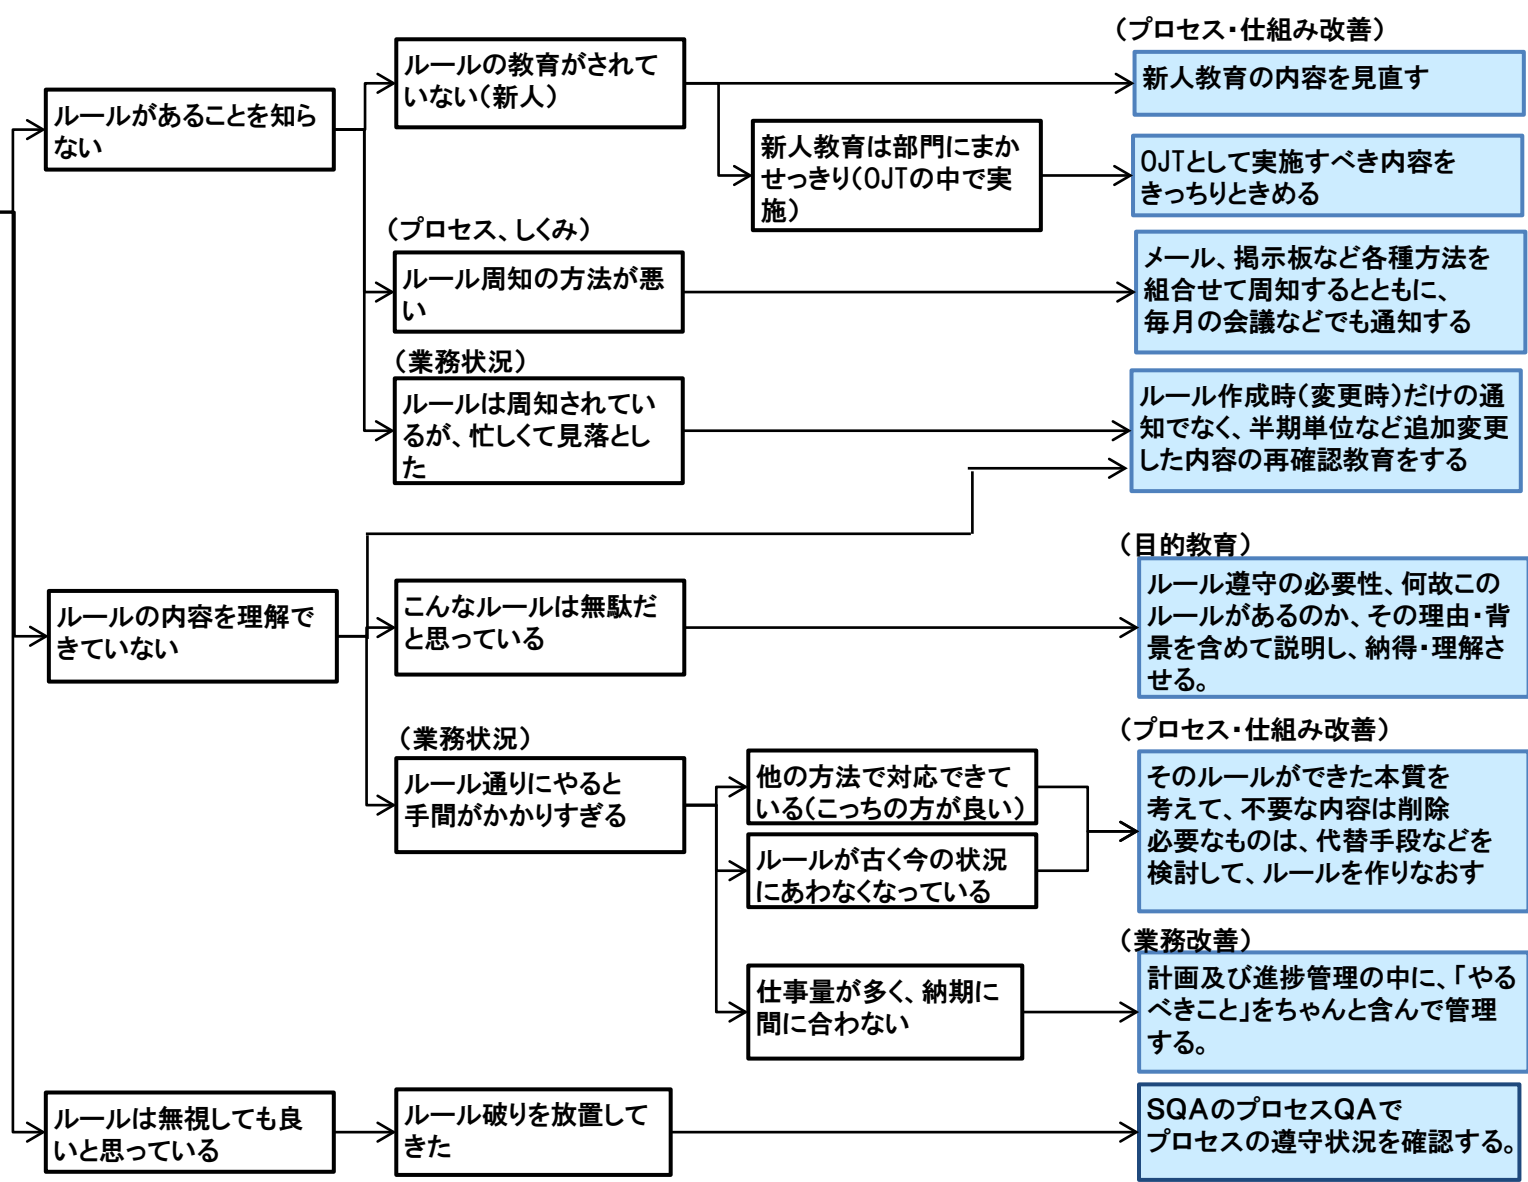 (プロセス・仕組み改善)
ルールの教育がされて
いない(新人)
新人教育の内容を見直す
ルールがあることを知ら
ない
新人教育は部門にまか
せっきり(OJTの中で実
施)
OJTとして実施すべき内容を
きっちりときめる
(プロセス、しくみ)
ルール周知の方法が悪
い
メール、掲示板など各種方法を
組合せて周知するとともに、
毎月の会議などでも通知する
(業務状況)
ルールは周知されてい
るが、忙しくて見落とし
た
ルール作成時(変更時)だけの通
知でなく、半期単位など追加変更
した内容の再確認教育をする
ルールの内容を理解で
きていない
こんなルールは無駄だ
と思っている
(目的教育)
ルール遵守の必要性、何故この
ルールがあるのか、その理由・背
景を含めて説明し、納得・理解さ
せる。
(業務状況)
ルール通りにやると
手間がかかりすぎる
他の方法で対応できて
いる(こっちの方が良い)
ルールが古く今の状況
にあわなくなっている
(プロセス・仕組み改善)
そのルールができた本質を
考えて、不要な内容は削除
必要なものは、代替手段などを
検討して、ルールを作りなおす
仕事量が多く、納期に
間に合わない
(業務改善)
計画及び進捗管理の中に、「やる
べきこと」をちゃんと含んで管理
する。
ルールは無視しても良
いと思っている
ルール破りを放置して
きた
SQAのプロセスQAで
プロセスの遵守状況を確認する。